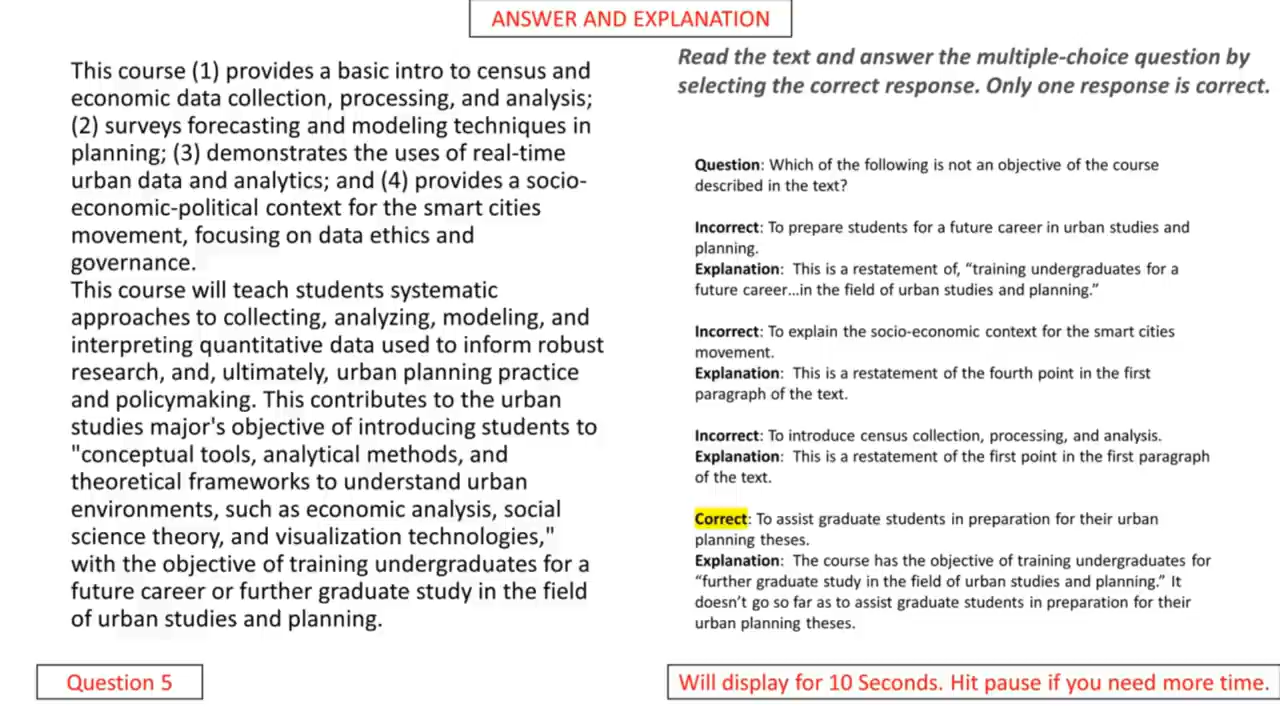 ANSWER AND EXPLANATION
This course (1) provides a basic intro to census and
economic data collection, processing, and analysis;
(2) surveys forecasting and modeling techniques in
planning; (3) demonstrates the uses of real-time
urban data and analytics; and (4) provides a socio-
economic-political context for the smart cities
movement, focusing on data ethics and
governance.
This course will teach students systematic
approaches to collecting, analyzing, modeling, and
interpreting quantitative data used to inform robust
research, and, ultimately, urban planning practice
and policymaking. This contributes to the urban
studies major's objective of introducing students to
"conceptual tools, analytical methods, and
theoretical frameworks to understand urban
environments, such as economic analysis, social
science theory, and visualization technologies,"
with the objective of training undergraduates for a
future career or further graduate study in the field
of urban studies and planning.
Read the text and answer the multiple-choice question by
selecting the correct response. Only one response is correct.
Question: Which of the following is not an objective of the course
described in the text?
Incorrect: To prepare students for a future career in urban studies and
planning.
Explanation: This is a restatement of, “training undergraduates for a
future career…in the field of urban studies and planning.”
Incorrect: To explain the socio-economic context for the smart cities
movement.
Explanation: This is a restatement of the fourth point in the first
paragraph of the text.
Incorrect: To introduce census collection, processing, and analysis.
Explanation: This is a restatement of the first point in the first paragraph
of the text.
Correct: To assist graduate students in preparation for their urban
planning theses.
Explanation: The course has the objective of training undergraduates for
“further graduate study in the field of urban studies and planning.” It
doesn’t go so far as to assist graduate students in preparation for their
urban planning theses.
Question 5
Will display for 10 Seconds. Hit pause if you need more time.